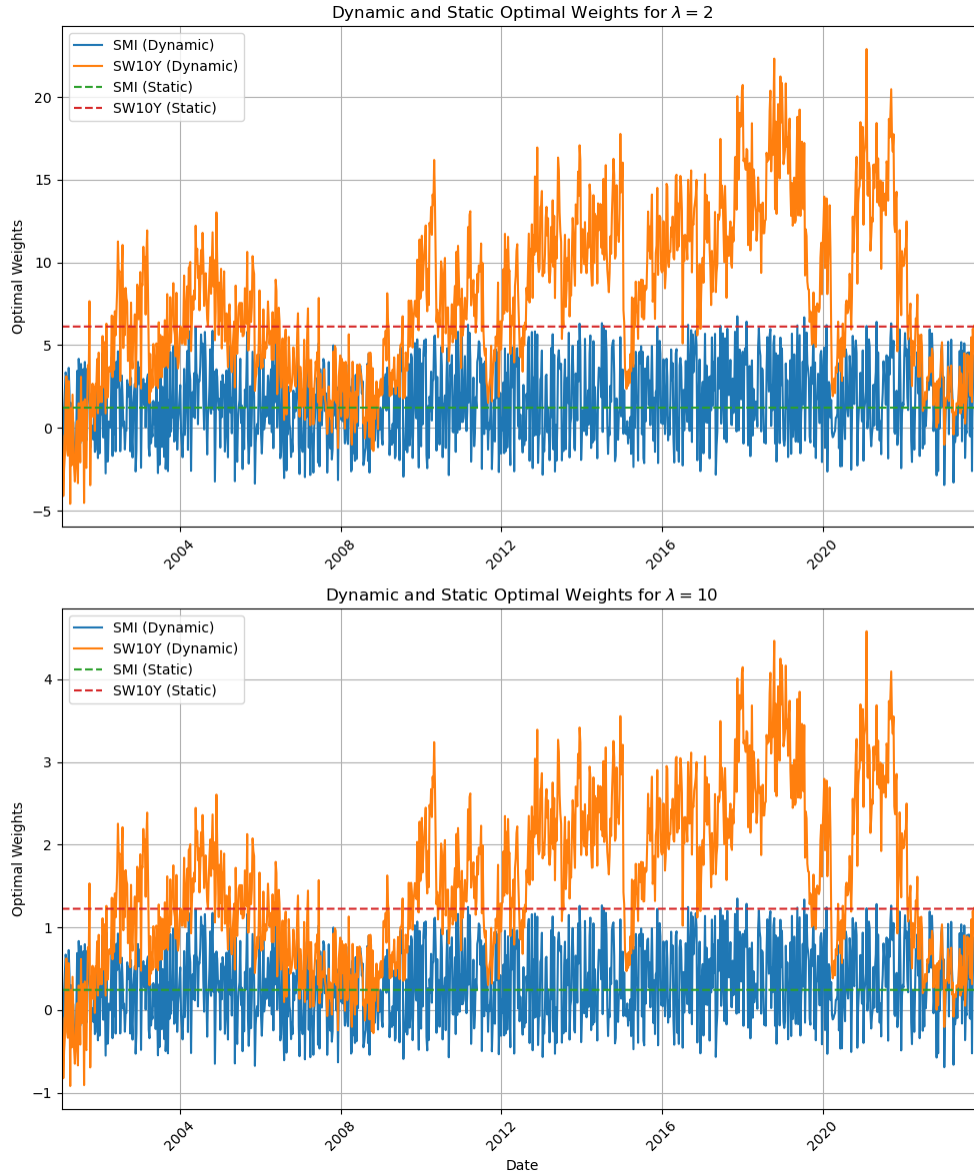 Dynamic and Static Optimal Weights for λ = 2
SMI (Dynamic)
SW10Y (Dynamic)
SMI (Static)
SW10Y (Static)
Optimal Weights
20
15
10
5
0
−5
2004
2008
2012
2016
2020
Dynamic and Static Optimal Weights for λ = 10
SMI (Dynamic)
SW10Y (Dynamic)
SMI (Static)
SW10Y (Static)
Optimal Weights
4
3
2
1
0
−1
2004
2008
2012
2016
2020
Date